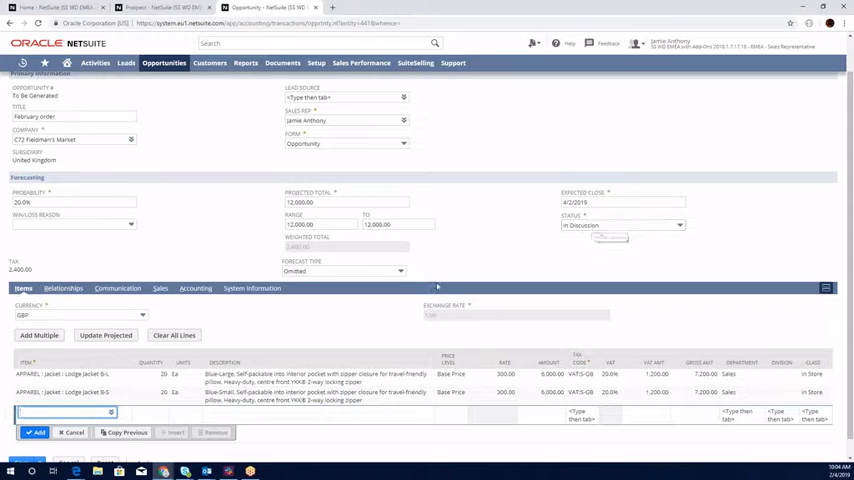 Home - NetSuite (SS WD EMEA
Prospect - NetSuite (SS WD EM
Opportunity - NetSuite (SS WD
Oracle Corporation [US] https://system.eu1.netsuite.com/app/accounting/transactions/opprtnty.nl?entity=441&whence=
ORACLE NETSUITE
Search
Help
Feedback
Jamie Anthony
SS WD EMEA with Add-Ons 2018.1.7.17.18 - EMEA - Sales Representative
Activities Leads Opportunities Customers Reports Documents Setup Sales Performance SuiteSelling Support
Primary Information
OPPORTUNITY #
To Be Generated
TITLE
February order
COMPANY *
C72 Fieldman's Market
SUBSIDIARY
United Kingdom
LEAD SOURCE
<Type then tab>
SALES REP *
Jamie Anthony
FORM *
Opportunity
Forecasting
PROBABILITY *
20.0%
WIN/LOSS REASON
PROJECTED TOTAL *
12,000.00
RANGE TO
12,000.00 12,000.00
WEIGHTED TOTAL
2,400.00
FORECAST TYPE
Omitted
EXPECTED CLOSE *
4/2/2019
STATUS *
In Discussion
TAX
2,400.00
Items Relationships Communication Sales Accounting System Information
CURRENCY *
GBP
EXCHANGE RATE *
1.00
Add Multiple Update Projected Clear All Lines
ITEM * QUANTITY UNITS DESCRIPTION PRICE LEVEL RATE AMOUNT TAX CODE * VAT VAT AMT GROSS AMT DEPARTMENT DIVISION CLASS
APPAREL : Jacket : Lodge Jacket B-L 20 Ea Blue-Large, Self-packable into interior pocket with zipper closure for travel-friendly Base Price 300.00 6,000.00 VAT:S-GB 20.0% 1,200.00 7,200.00 Sales In Store
pillow. Heavy-duty, centre front YKK® 2-way locking zipper
APPAREL : Jacket : Lodge Jacket B-S 20 Ea Blue-Small, Self-packable into interior pocket with zipper closure for travel-friendly Base Price 300.00 6,000.00 VAT:S-GB 20.0% 1,200.00 7,200.00 Sales In Store
pillow. Heavy-duty, centre front YKK® 2-way locking zipper
<Type then tab> <Type then tab> <Type then tab> <Type then tab>
Add Cancel Copy Previous Insert Remove
10:04 AM
2/4/2019